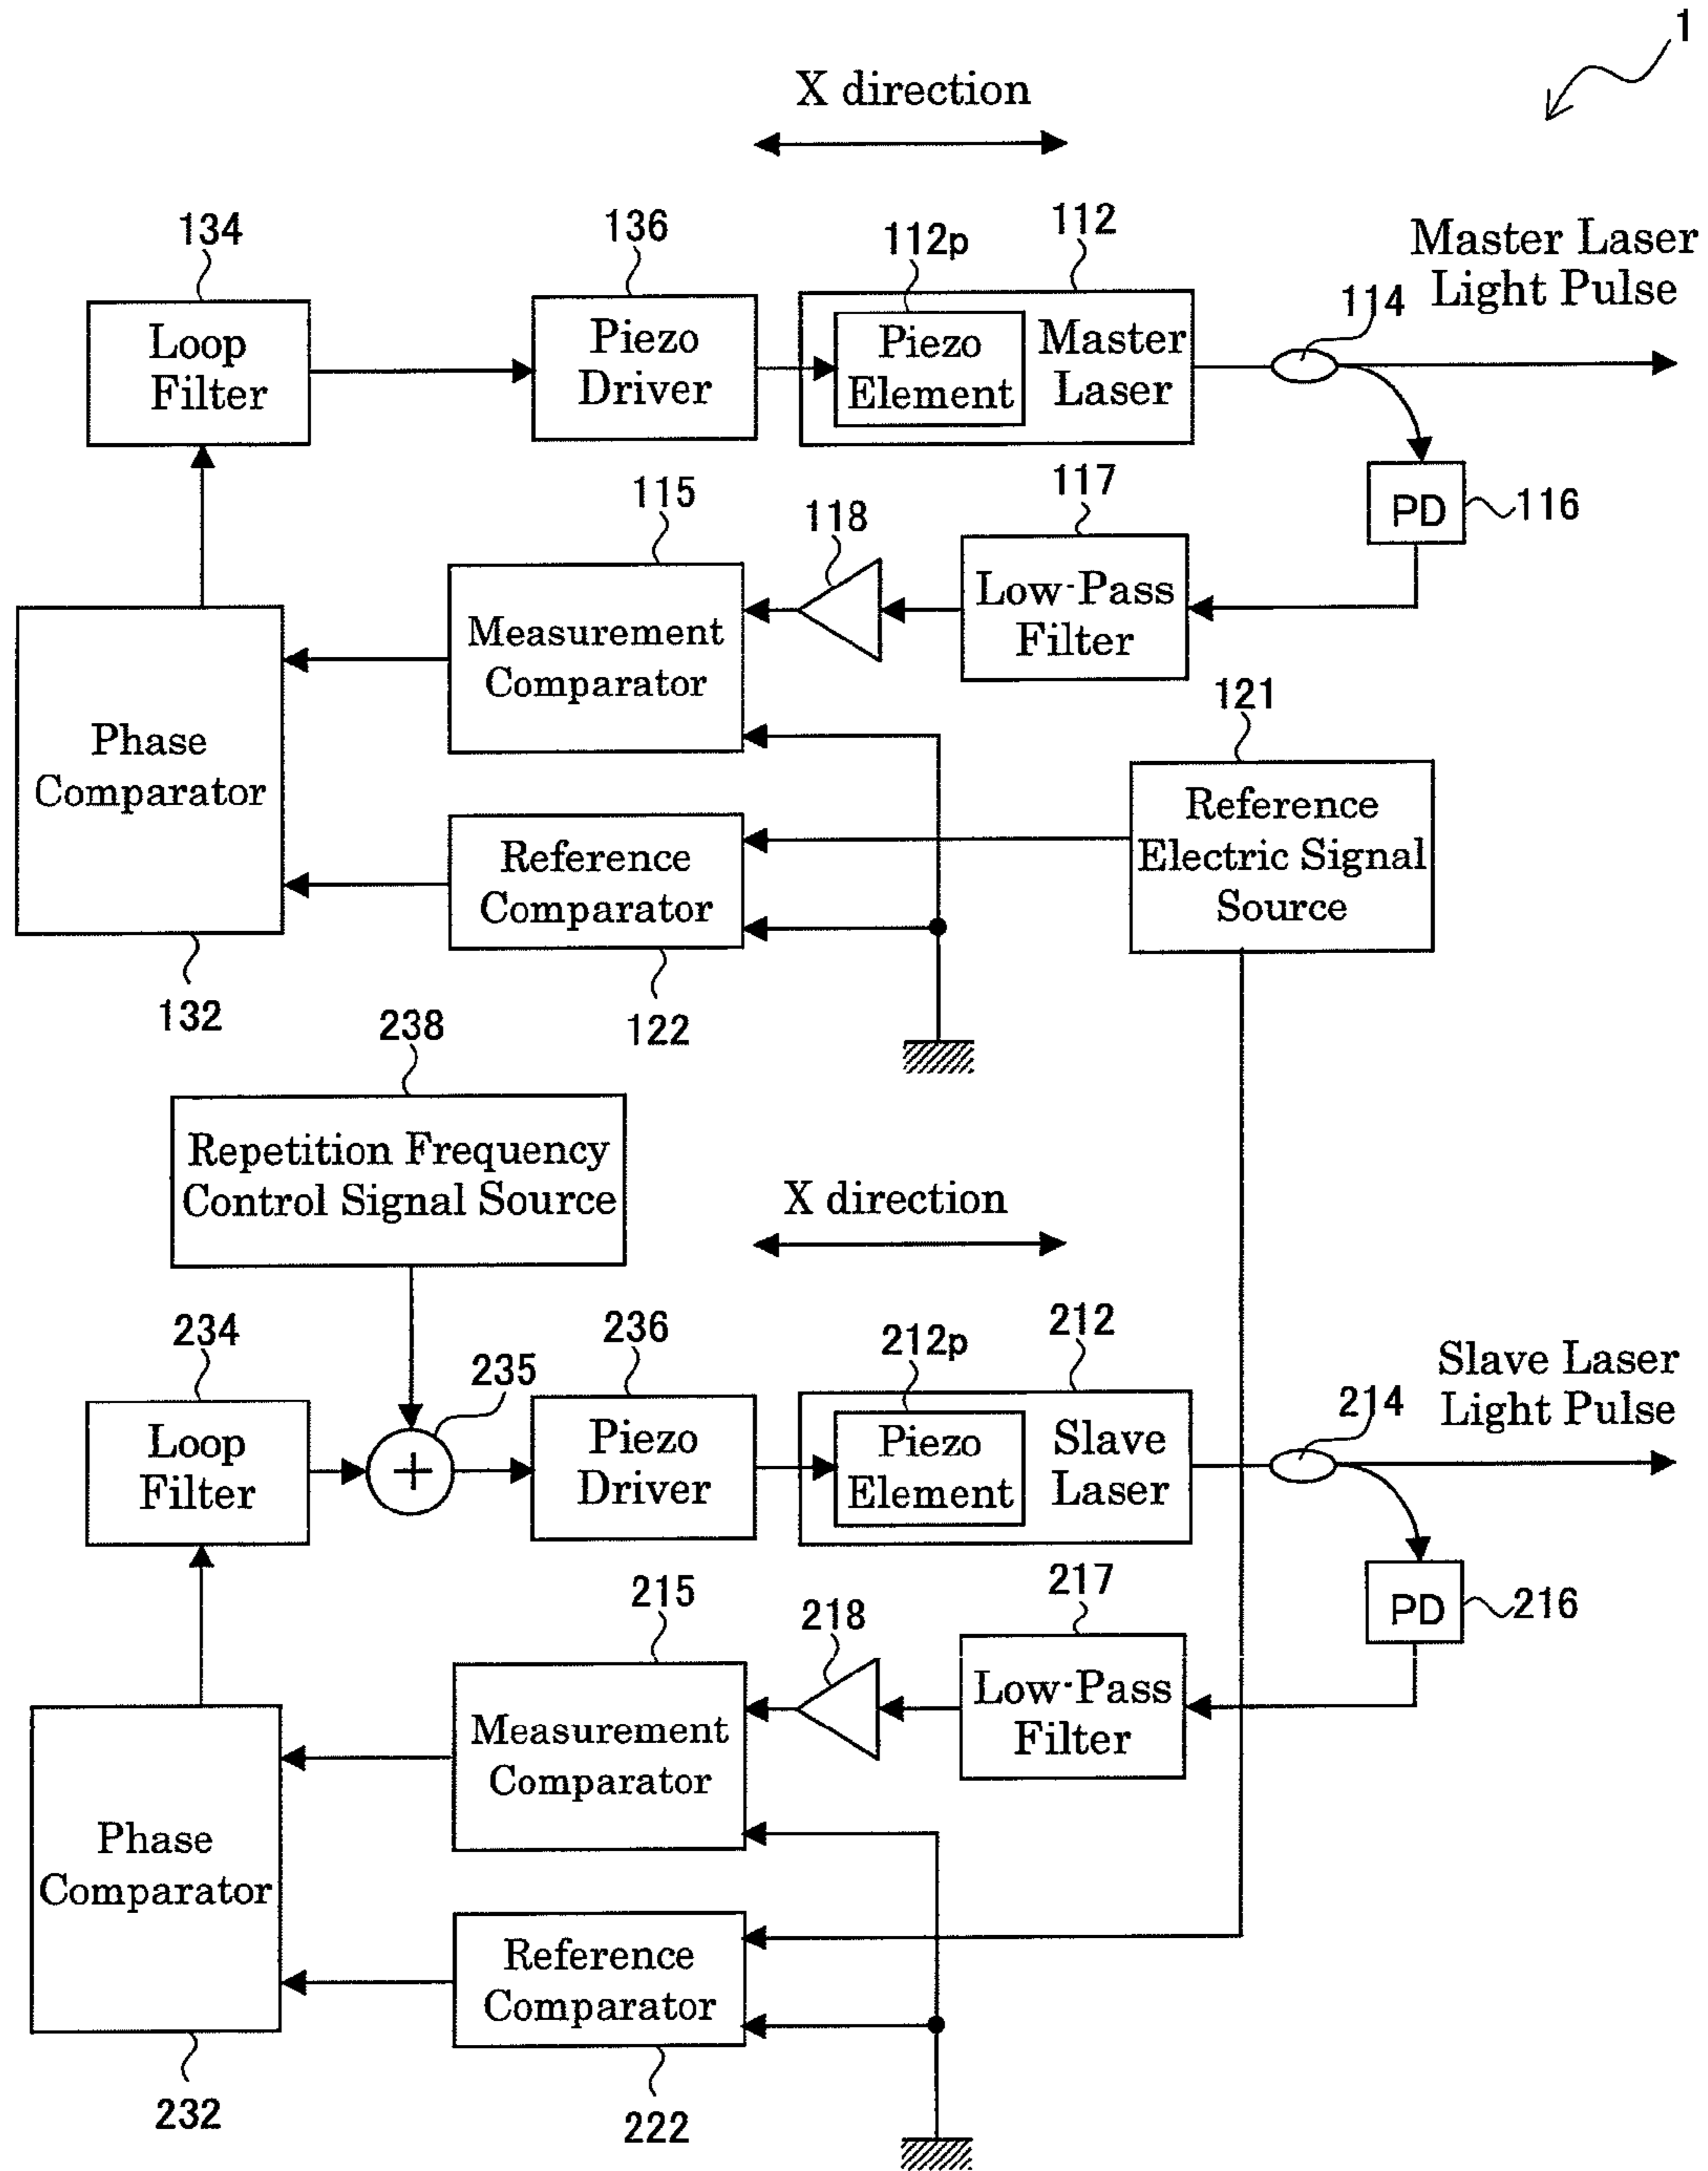 1
X direction
134
136
112p
112
Master Laser
Light Pulse
114
Loop
Filter
Piezo
Driver
Piezo
Element
Master
Laser
PD
116
115
118
117
Measurement
Comparator
Low-Pass
Filter
121
Phase
Comparator
Reference
Comparator
Reference
Electric Signal
Source
132
122
238
Repetition Frequency
Control Signal Source
X direction
234
235
236
212p
212
Slave Laser
Light Pulse
214
Loop
Filter
+
Piezo
Driver
Piezo
Element
Slave
Laser
PD
216
215
218
217
Measurement
Comparator
Low-Pass
Filter
Phase
Comparator
Reference
Comparator
232
222